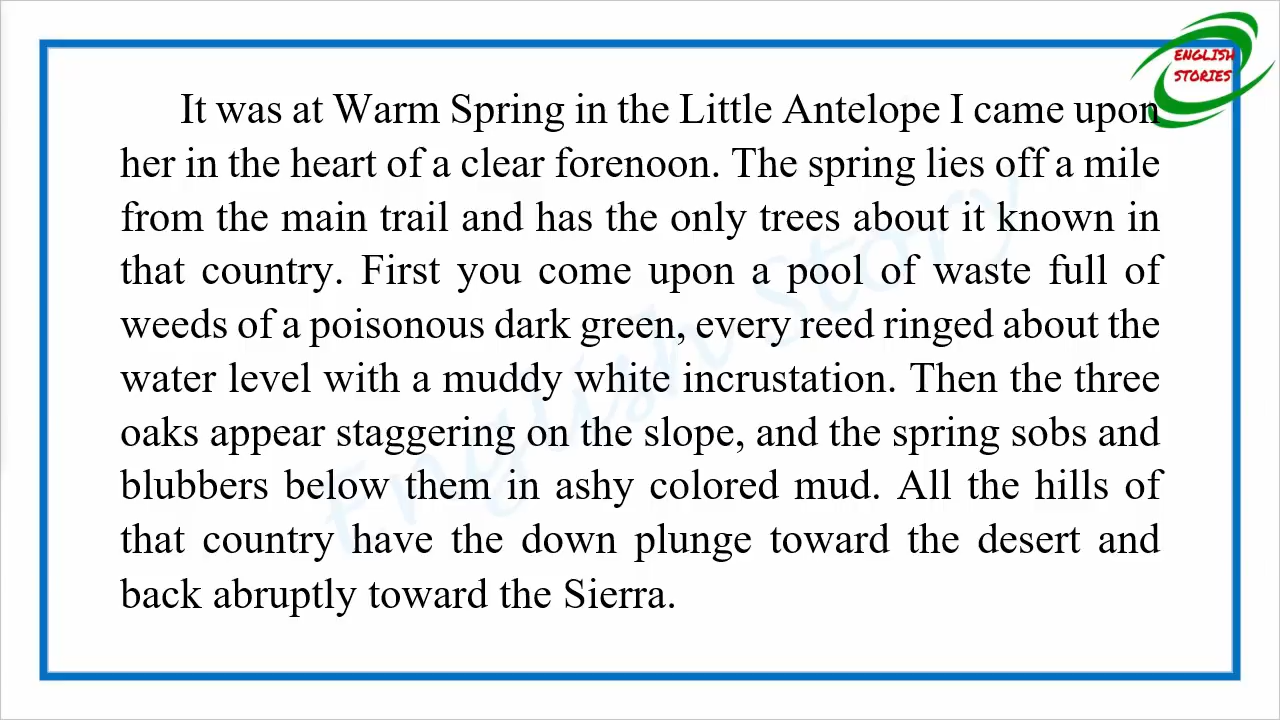 ENGLISH
STORIES
It was at Warm Spring in the Little Antelope I came upon
her in the heart of a clear forenoon. The spring lies off a mile
from the main trail and has the only trees about it known in
that country. First you come upon a pool of waste full of
weeds of a poisonous dark green, every reed ringed about the
water level with a muddy white incrustation. Then the three
oaks appear staggering on the slope, and the spring sobs and
blubbers below them in ashy colored mud. All the hills of
that country have the down plunge toward the desert and
back abruptly toward the Sierra.
English Story